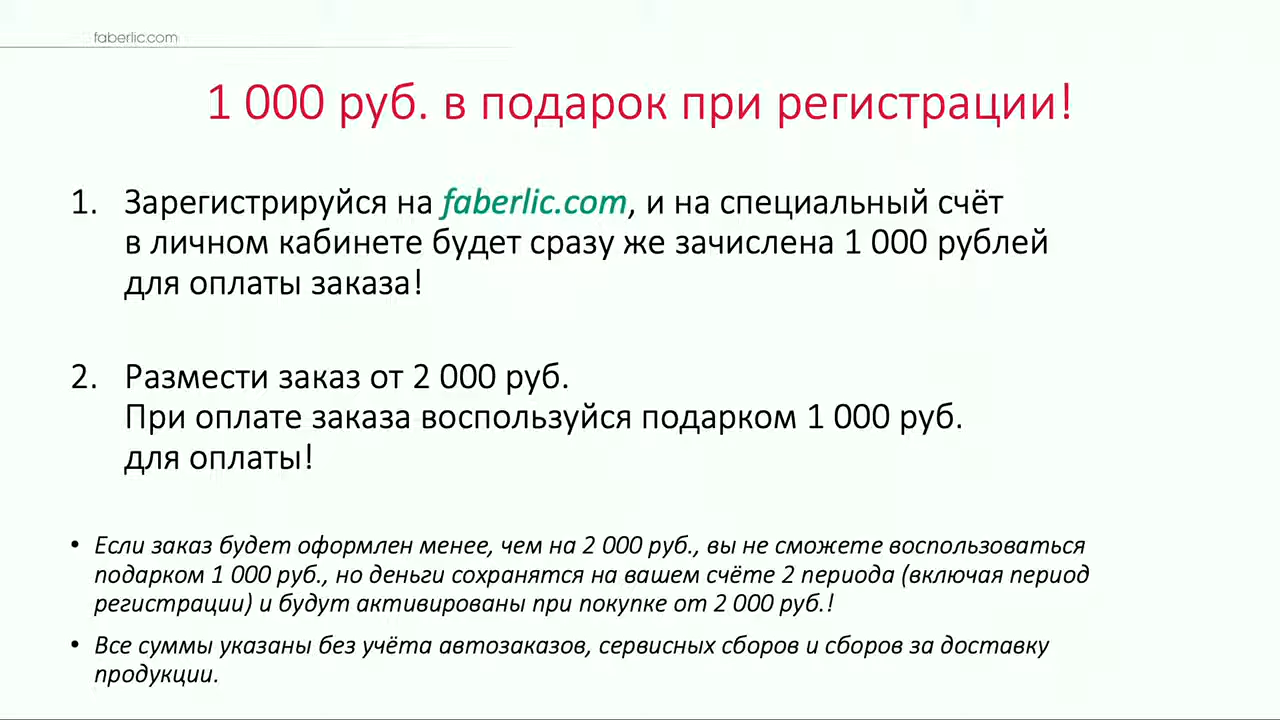 faberlic.com
1 000 руб. в подарок при регистрации!
1. Зарегистрируйся на faberlic.com, и на специальный счёт
в личном кабинете будет сразу же зачислена 1 000 рублей
для оплаты заказа!
2. Размести заказ от 2 000 руб.
При оплате заказа воспользуйся подарком 1 000 руб.
для оплаты!
• Если заказ будет оформлен менее, чем на 2 000 руб., вы не сможете воспользоваться
подарком 1 000 руб., но деньги сохранятся на вашем счёте 2 периода (включая период
регистрации) и будут активированы при покупке от 2 000 руб.!
• Все суммы указаны без учёта автозаказов, сервисных сборов и сборов за доставку
продукции.